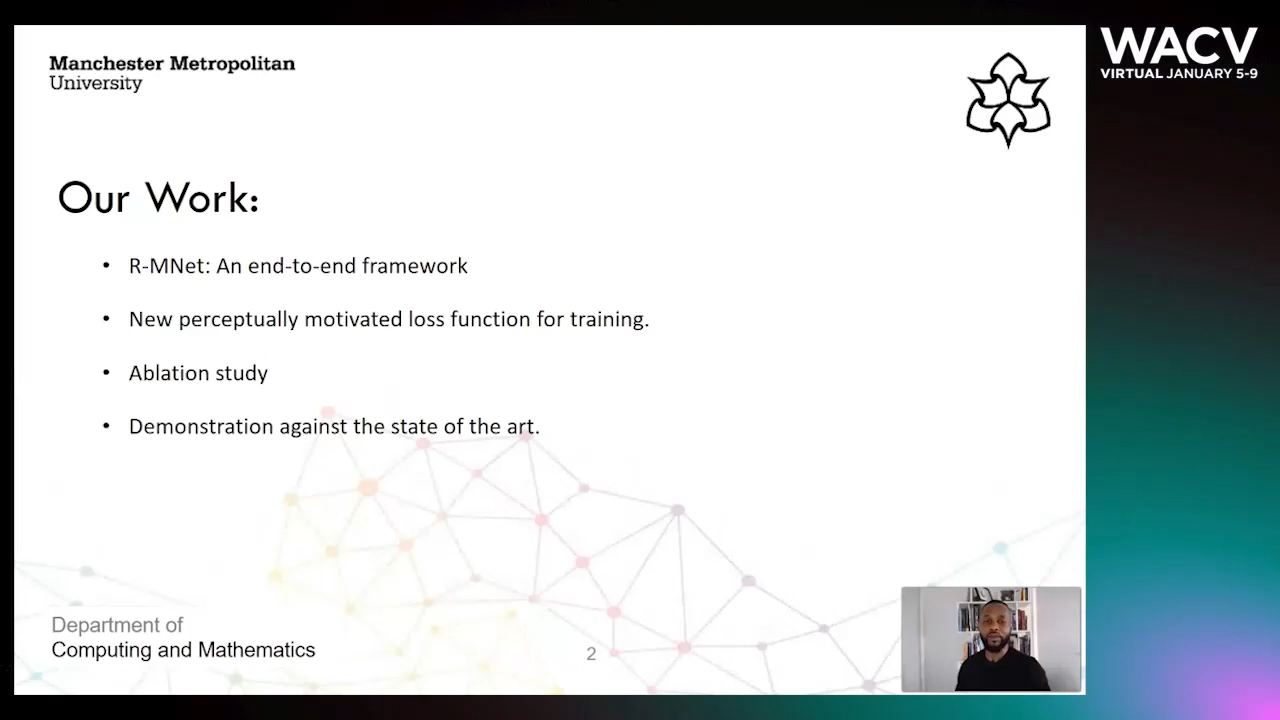 Manchester Metropolitan
University
WACV
VIRTUAL JANUARY 5-9
Our Work:
• R-MNet: An end-to-end framework
• New perceptually motivated loss function for training.
• Ablation study
• Demonstration against the state of the art.
Department of
Computing and Mathematics
2